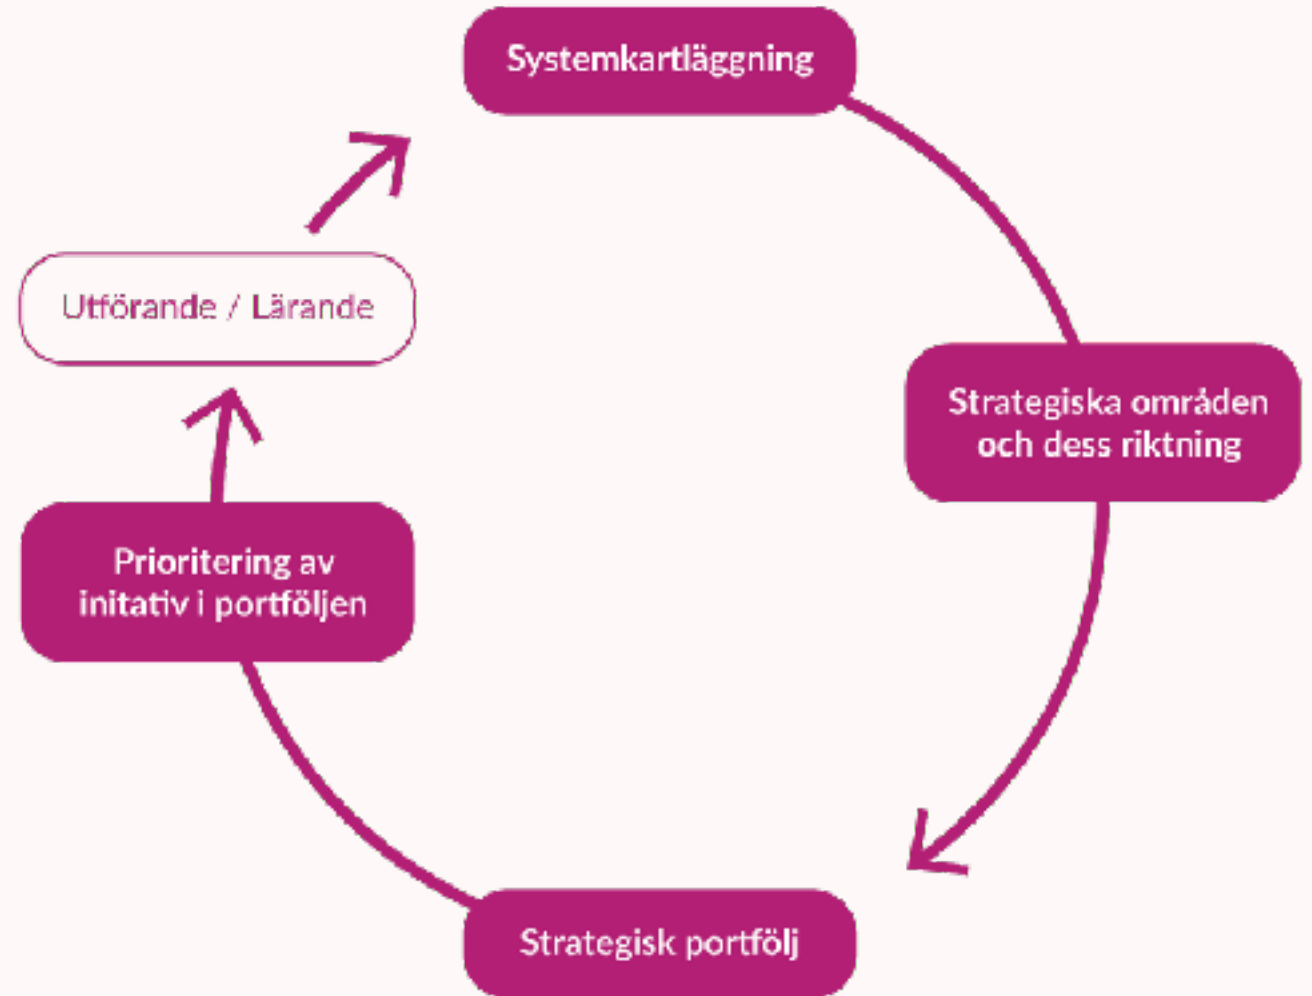 Systemkartläggning
Utförande / Lärande
Strategiska områden
och dess riktning
Prioritering av
initativ i portföljen
Strategisk portfölj